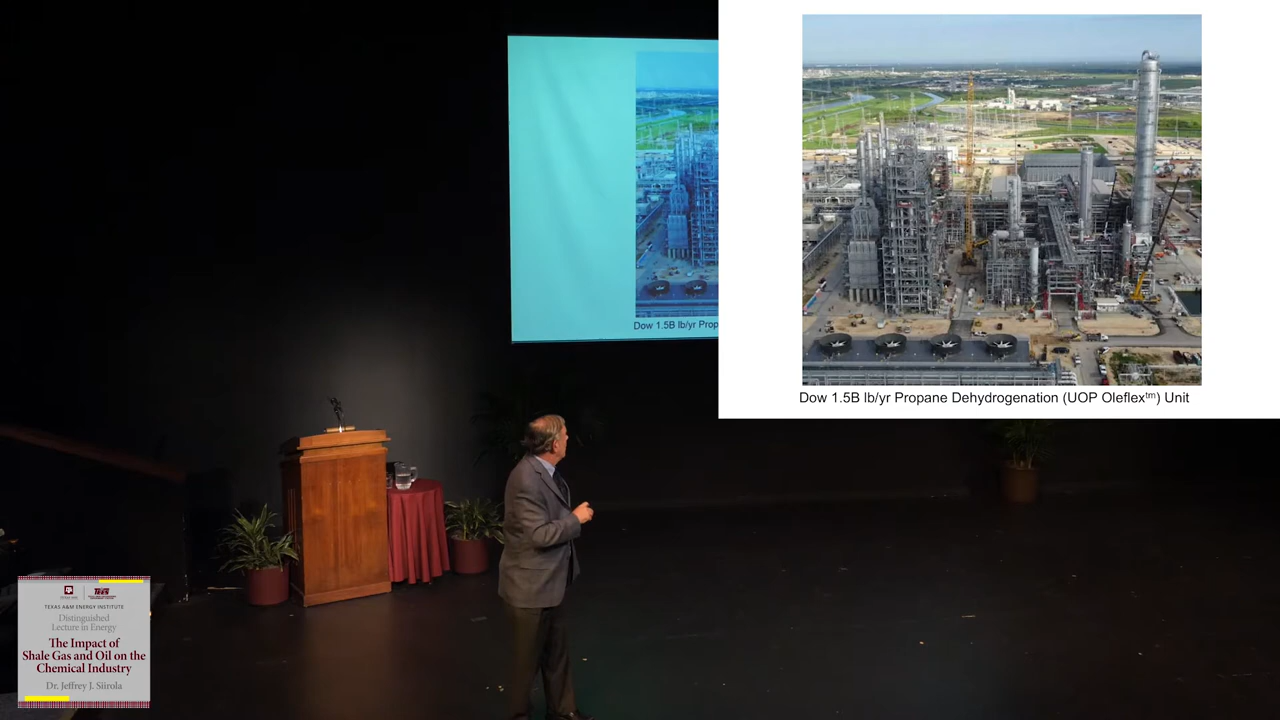 Dow 1.5B lb/yr Prop
Dow 1.5B lb/yr Propane Dehydrogenation (UOP Oleflex™) Unit
TEXAS A&M ENERGY INSTITUTE
Distinguished
Lecture in Energy
The Impact of
Shale Gas and Oil on the
Chemical Industry
Dr. Jeffrey J. Siirola